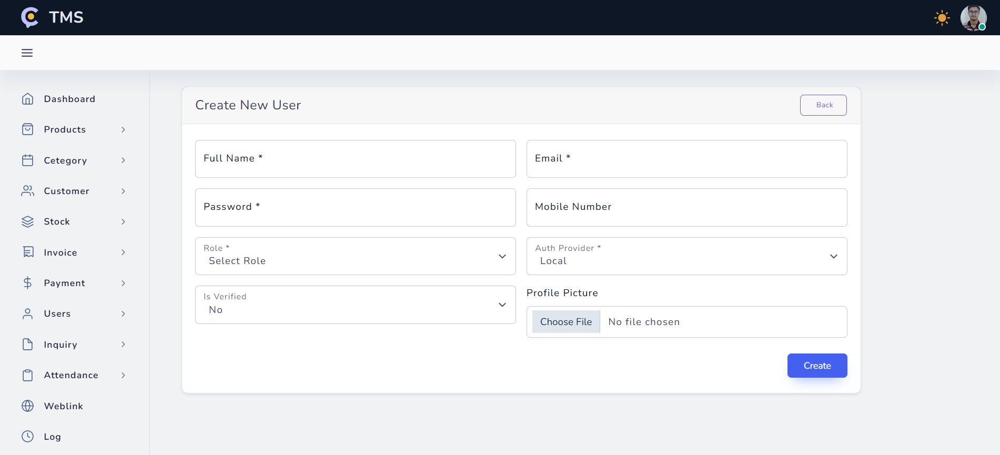 TMS
Dashboard
Products
Cetegory
Customer
Stock
Invoice
Payment
Users
Inquiry
Attendance
Weblink
Log
Create New User
Back
Full Name *
Email *
Password *
Mobile Number
Role *
Select Role
Auth Provider *
Local
Is Verified
No
Profile Picture
Choose File No file chosen
Create